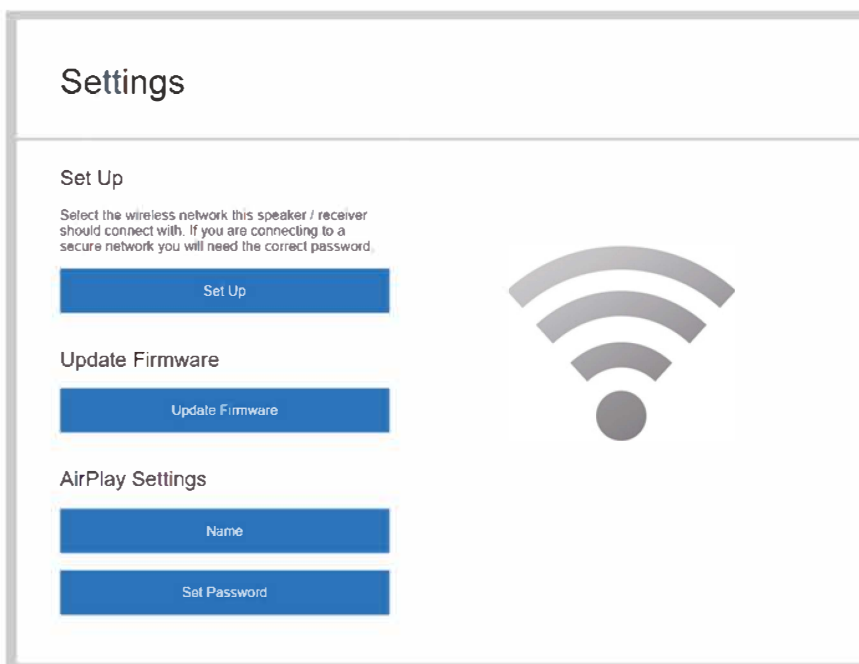 Settings
Set Up
Select the wireless network this speaker / receiver
should connect with. If you are connecting to a
secure network you will need the correct password.
Set Up
Update Firmware
Update Firmware
AirPlay Settings
Name
Set Password